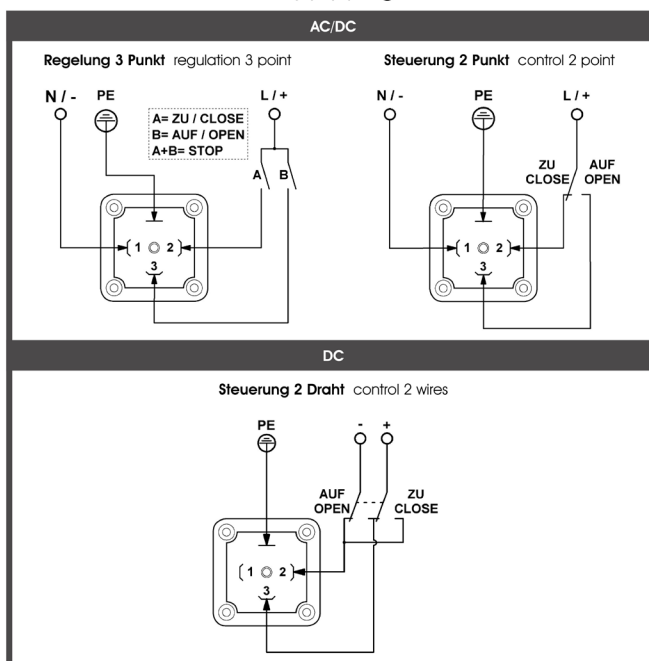 AC/DC
Regelung 3 Punkt regulation 3 point
N / -
PE
L / +
A= ZU / CLOSE
B= AUF / OPEN
A+B= STOP
A
B
1
2
3
Steuerung 2 Punkt control 2 point
N / -
PE
L / +
ZU
CLOSE
AUF
OPEN
1
2
3
DC
Steuerung 2 Draht control 2 wires
PE
-
+
AUF
OPEN
ZU
CLOSE
1
2
3